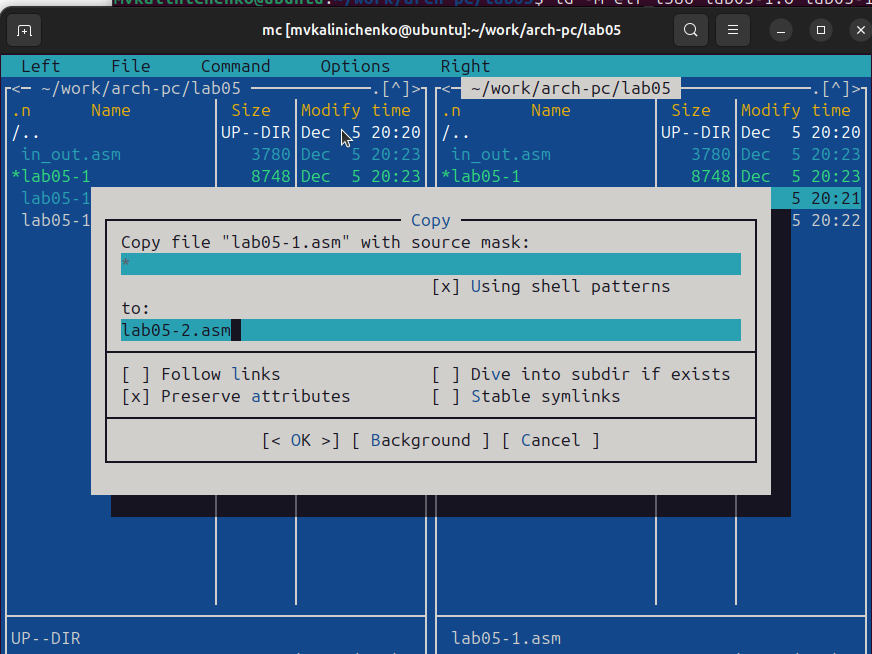 mc [mvkalinichenko@ubuntu]:~/work/arch-pc/lab05
Left File Command Options Right
<─ ~/work/arch-pc/lab05 ─.[^]> <─ ~/work/arch-pc/lab05 ─.[^]>
.n Name Size Modify time .n Name Size Modify time
/.. UP--DIR Dec 5 20:20 /.. UP--DIR Dec 5 20:20
in_out.asm 3780 Dec 5 20:23 in_out.asm 3780 Dec 5 20:23
*lab05-1 8748 Dec 5 20:23 *lab05-1 8748 Dec 5 20:23
lab05-1 5 20:21
lab05-1 5 20:22
Copy
Copy file "lab05-1.asm" with source mask:
*
[x] Using shell patterns
to:
lab05-2.asm
[ ] Follow links [ ] Dive into subdir if exists
[x] Preserve attributes [ ] Stable symlinks
[< OK >] [ Background ] [ Cancel ]
UP--DIR lab05-1.asm